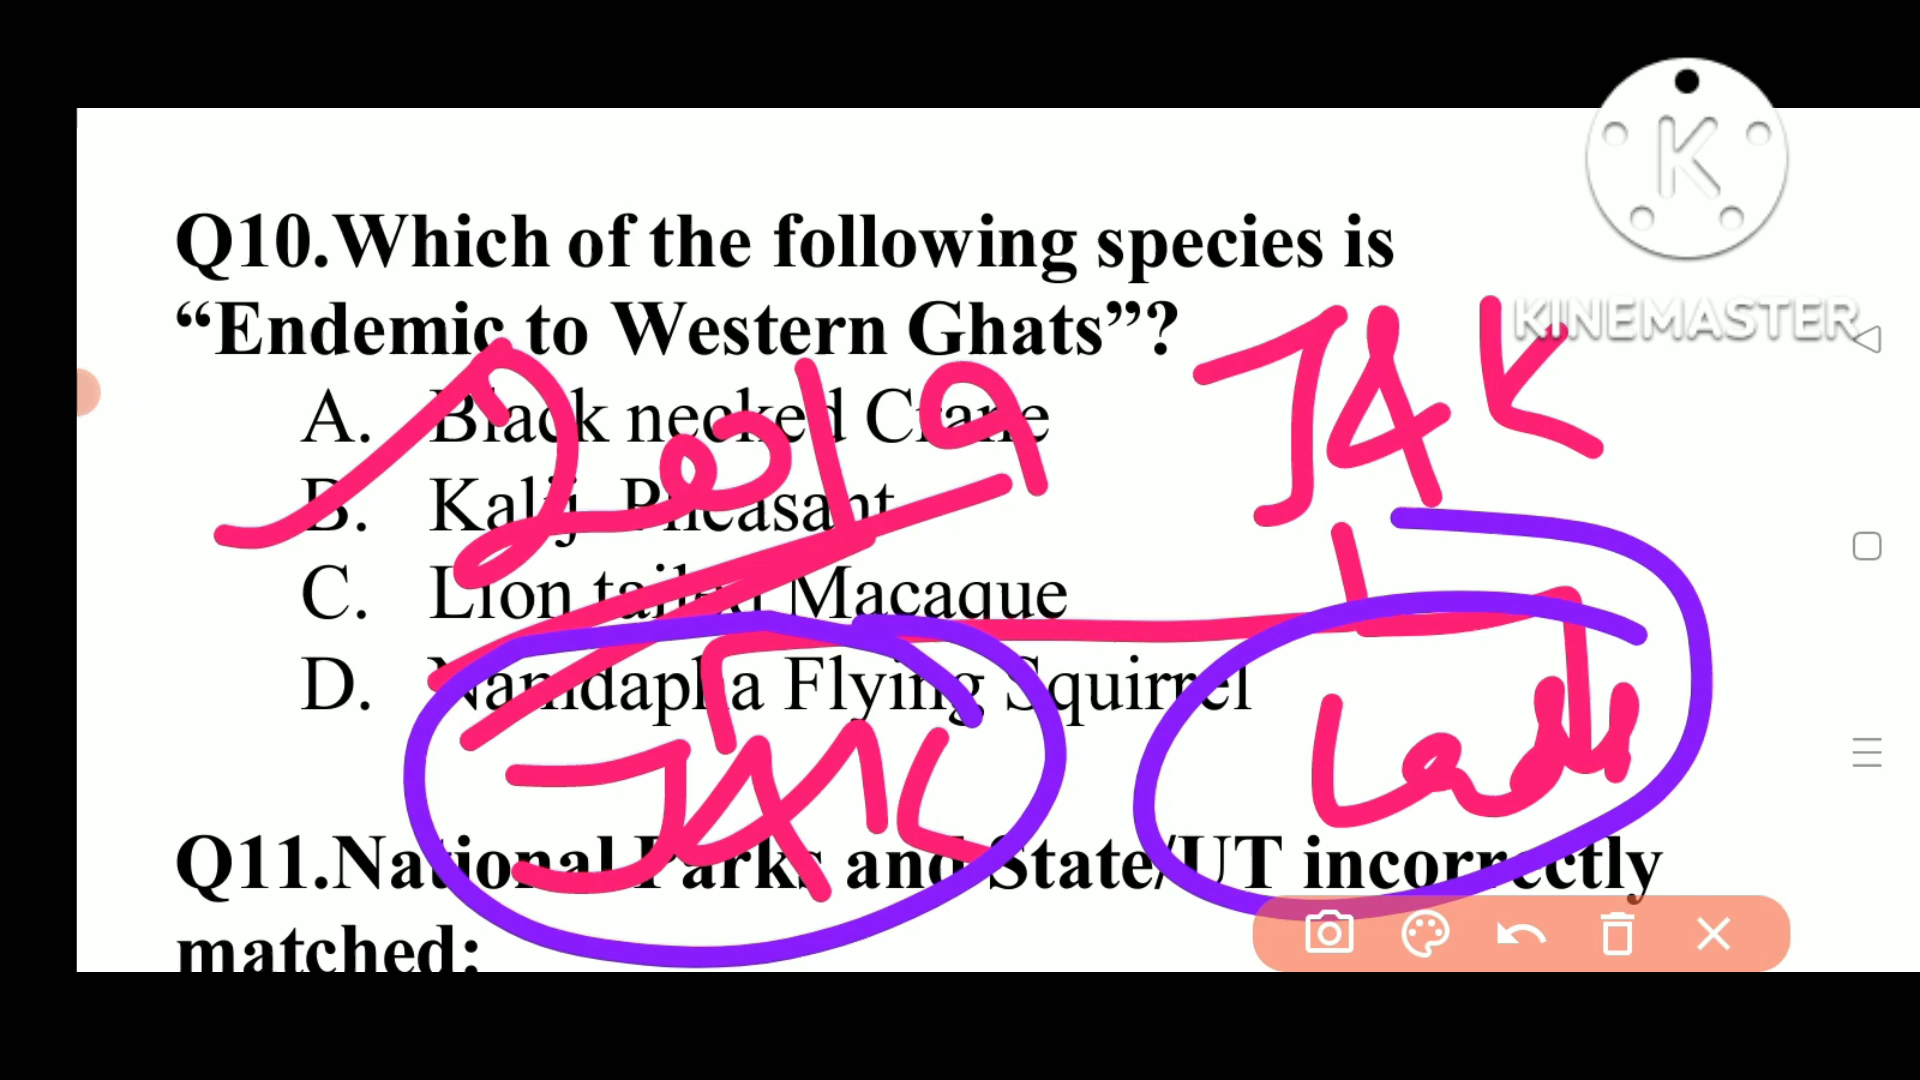 Q10.Which of the following species is
“Endemic to Western Ghats”?
A. Black necked Crane
B. Kalij Pheasant
C. Lion tailed Macaque
D. Namdapha Flying Squirrel
2019
J&K
J&K
Ladk
Q11.National Parks and State/UT incorrectly
matched:
K
KINEMASTER